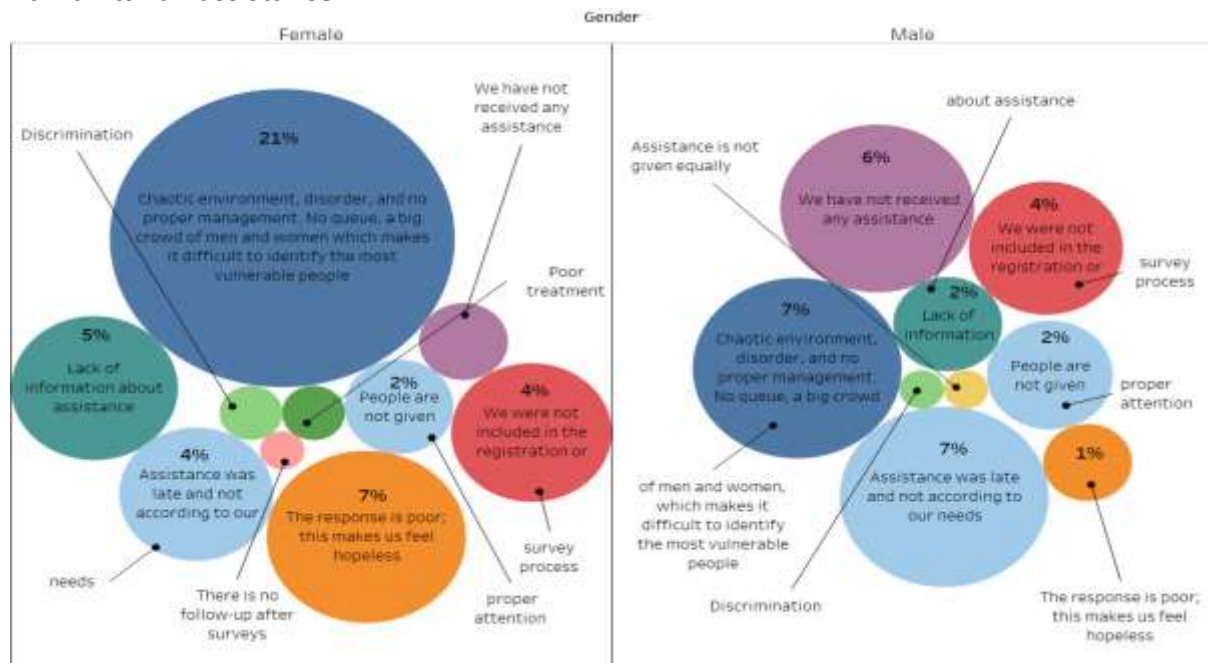 Gender
Female
Male
Discrimination
We have not
received any
assistance
21%
Chaotic environment, disorder, and no
proper management. No queue, a big
crowd of men and women which makes
it difficult to identify the most
vulnerable people
Poor
treatment
5%
Lack of
information about
assistance
2%
People are
not given
proper
attention
4%
We were not
included in the
registration or
survey
process
4%
Assistance was
late and not
according to our
needs
7%
The response is poor;
this makes us feel
hopeless
There is no
follow-up after
surveys
about assistance
Assistance is not
given equally
6%
We have not received
any assistance
4%
We were not
included in the
registration or
survey
process
2%
Lack of
information
7%
Chaotic environment,
disorder, and no
proper management.
No queue, a big crowd
of men and women,
which makes it
difficult to identify
the most vulnerable
people
2%
People are
not given
proper
attention
7%
Assistance was late
and not according to
our needs
1%
Discrimination
The response is poor;
this makes us feel
hopeless